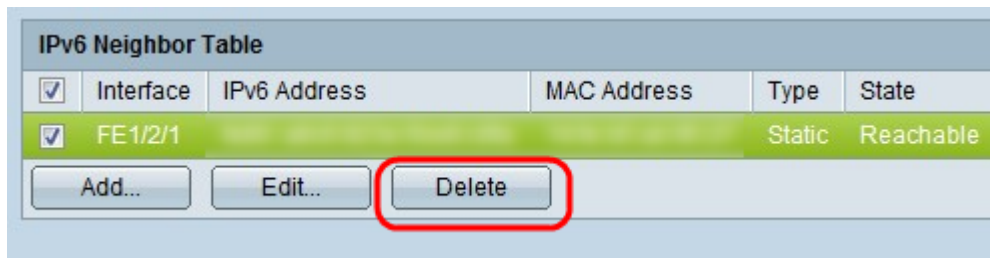 IPv6 Neighbor Table
Interface IPv6 Address MAC Address Type State
FE1/2/1 Static Reachable
Add... Edit... Delete